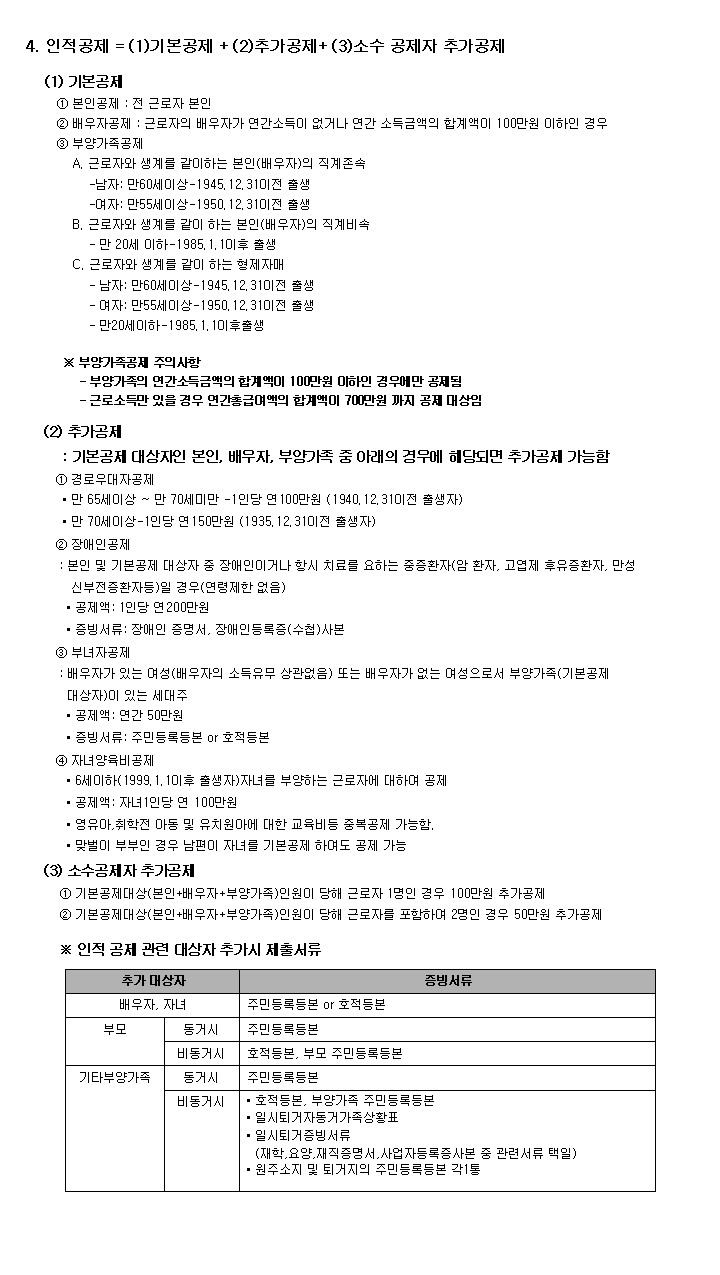 4. 인적공제 = (1)기본공제 + (2)추가공제+ (3)소수 공제자 추가공제
(1) 기본공제
① 본인공제 : 전 근로자 본인
② 배우자공제 : 근로자의 배우자가 연간소득이 없거나 연간 소득금액의 합계액이 100만원 이하인 경우
③ 부양가족공제
A. 근로자와 생계를 같이하는 본인(배우자)의 직계존속
-남자: 만60세이상-1945.12.31이전 출생
-여자: 만55세이상-1950.12.31이전 출생
B. 근로자와 생계를 같이 하는 본인(배우자)의 직계비속
- 만 20세 이하-1985.1.1이후 출생
C. 근로자와 생계를 같이 하는 형제자매
- 남자: 만60세이상-1945.12.31이전 출생
- 여자: 만55세이상-1950.12.31이전 출생
- 만20세이하-1985.1.1이후출생
※ 부양가족공제 주의사항
- 부양가족의 연간소득금액의 합계액이 100만원 이하인 경우에만 공제됨
- 근로소득만 있을 경우 연간총급여액의 합계액이 700만원 까지 공제 대상임
(2) 추가공제
: 기본공제 대상자인 본인, 배우자, 부양가족 중 아래의 경우에 해당되면 추가공제 가능함
① 경로우대자공제
• 만 65세이상 ~ 만 70세미만 -1인당 연100만원 (1940.12.31이전 출생자)
• 만 70세이상-1인당 연150만원 (1935.12.31이전 출생자)
② 장애인공제
: 본인 및 기본공제 대상자 중 장애인이거나 항시 치료를 요하는 중증환자(암 환자, 고엽제 후유증환자, 만성
신부전증환자등)일 경우(연령제한 없음)
• 공제액: 1인당 연200만원
• 증빙서류: 장애인 증명서, 장애인등록증(수첩)사본
③ 부녀자공제
: 배우자가 있는 여성(배우자의 소득유무 상관없음) 또는 배우자가 없는 여성으로서 부양가족(기본공제
대상자)이 있는 세대주
• 공제액: 연간 50만원
• 증빙서류: 주민등록등본 or 호적등본
④ 자녀양육비공제
• 6세이하(1999.1.1이후 출생자)자녀를 부양하는 근로자에 대하여 공제
• 공제액: 자녀1인당 연 100만원
• 영유아,취학전 아동 및 유치원아에 대한 교육비등 중복공제 가능함.
• 맞벌이 부부인 경우 남편이 자녀를 기본공제 하여도 공제 가능
(3) 소수공제자 추가공제
① 기본공제대상(본인+배우자+부양가족)인원이 당해 근로자 1명인 경우 100만원 추가공제
② 기본공제대상(본인+배우자+부양가족)인원이 당해 근로자를 포함하여 2명인 경우 50만원 추가공제
※ 인적 공제 관련 대상자 추가시 제출서류
추가 대상자 증빙서류
배우자, 자녀 주민등록등본 or 호적등본
부모 동거시 주민등록등본
비동거시 호적등본, 부모 주민등록등본
기타부양가족 동거시 주민등록등본
비동거시 • 호적등본, 부양가족 주민등록등본
• 일시퇴거자동거가족상황표
• 일시퇴거증빙서류
(재학,요양,재직증명서,사업자등록증사본 중 관련서류 택일)
• 원주소지 및 퇴거지의 주민등록등본 각1통